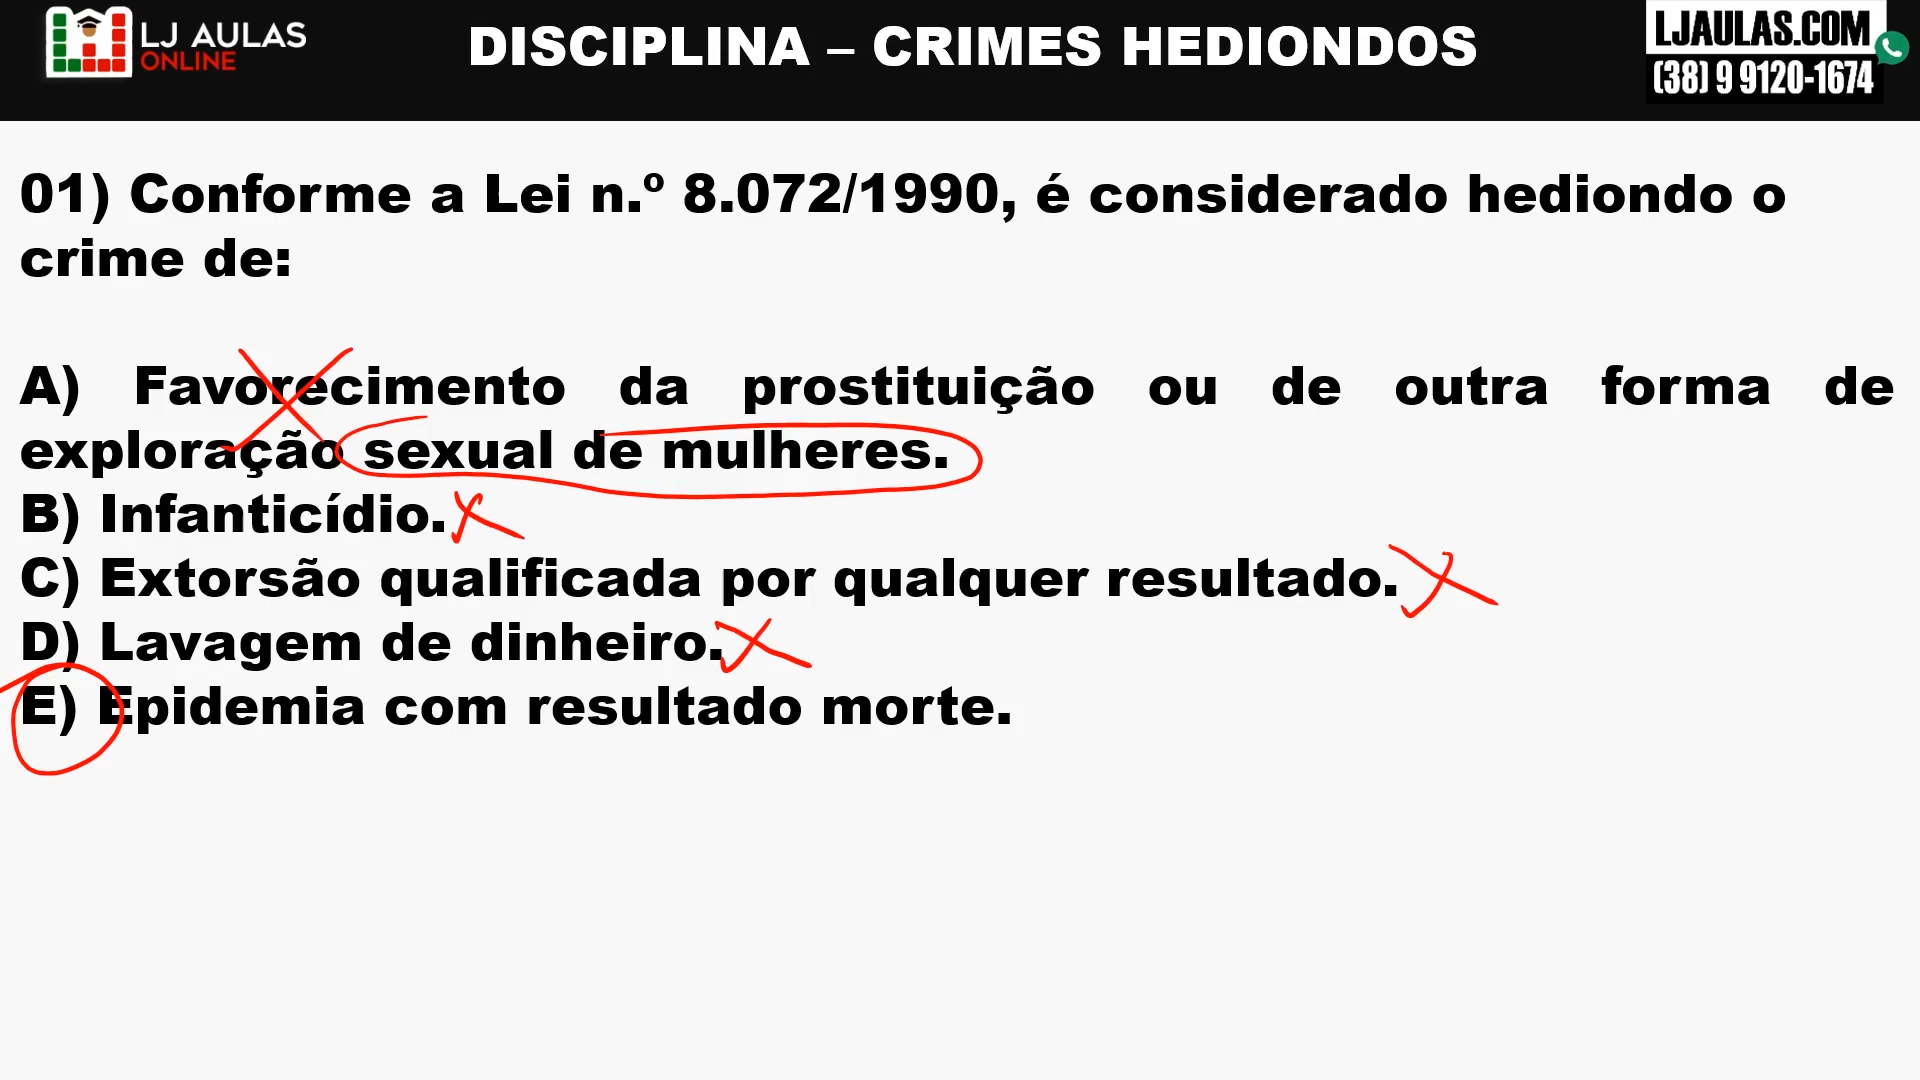 LJ AULAS
ONLINE
DISCIPLINA – CRIMES HEDIONDOS
LJAULAS.COM
(38) 9 9120-1674
01) Conforme a Lei n.º 8.072/1990, é considerado hediondo o
crime de:
A) Favorecimento da prostituição ou de outra forma de
exploração sexual de mulheres.
B) Infanticídio.
C) Extorsão qualificada por qualquer resultado.
D) Lavagem de dinheiro.
E) Epidemia com resultado morte.